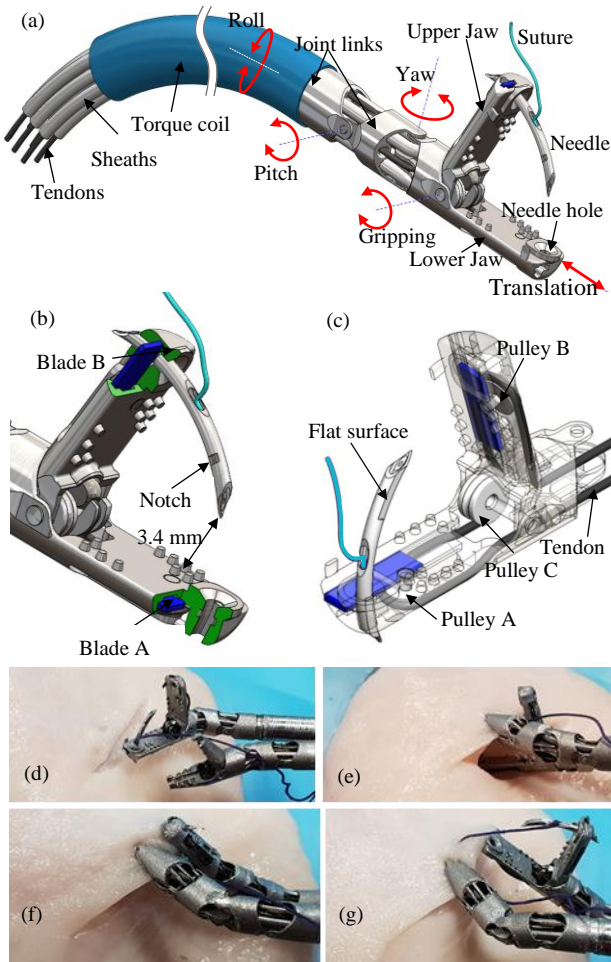 (a)
Roll
Joint links
Upper Jaw
Suture
Yaw
Torque coil
Needle
Sheaths
Pitch
Tendons
Needle hole
Gripping
Lower Jaw
Translation
(b)
(c)
Blade B
Pulley B
Flat surface
Notch
3.4 mm
Tendon
Pulley C
Blade A
Pulley A
(d)
(e)
(f)
(g)